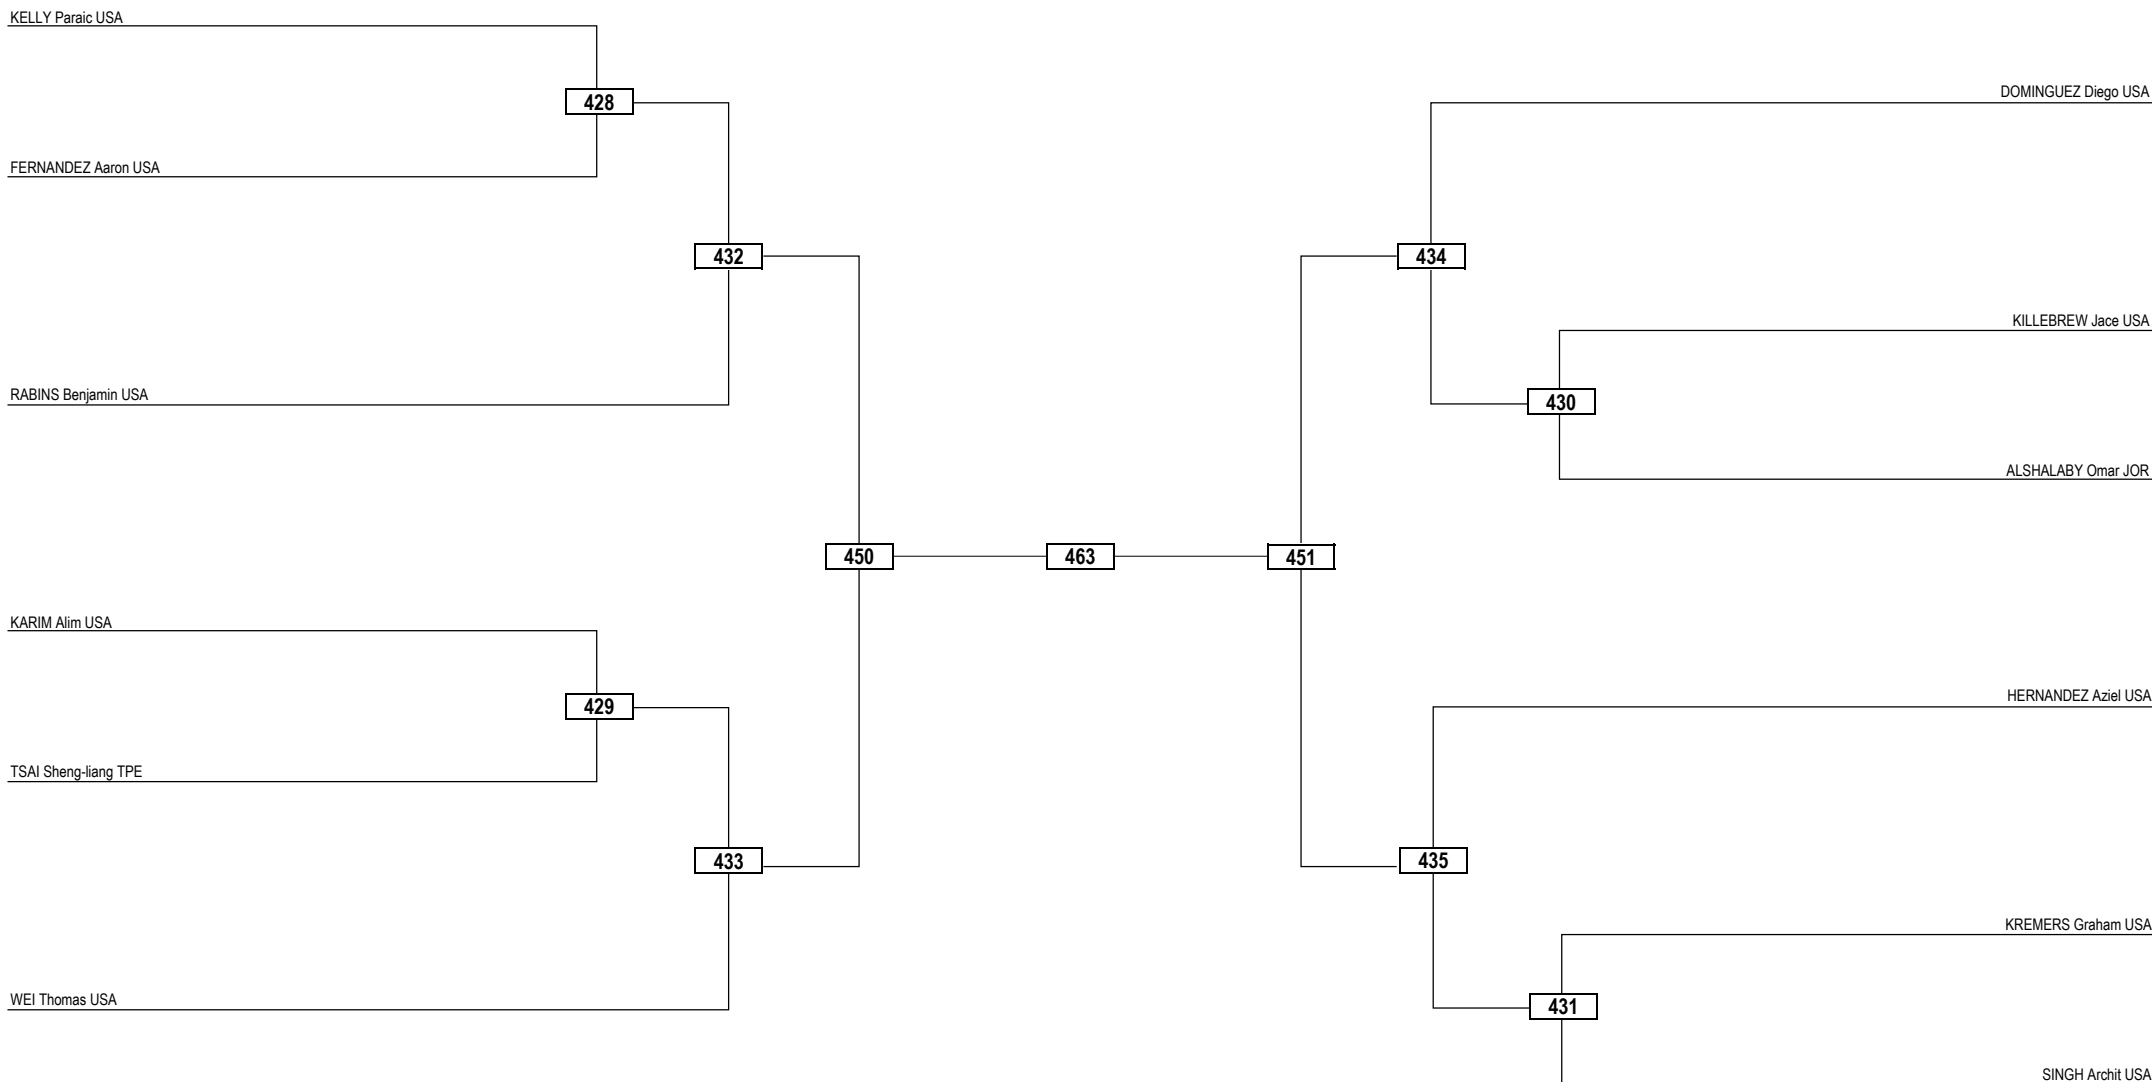 KELLY Paraic USA
428
FERNANDEZ Aaron USA
432
RABINS Benjamin USA
450
KARIM Alim USA
429
TSAI Sheng-liang TPE
433
WEI Thomas USA
463
DOMINGUEZ Diego USA
434
KILLEBREW Jace USA
430
ALSHALABY Omar JOR
451
HERNANDEZ Aziel USA
435
KREMERS Graham USA
431
SINGH Archit USA